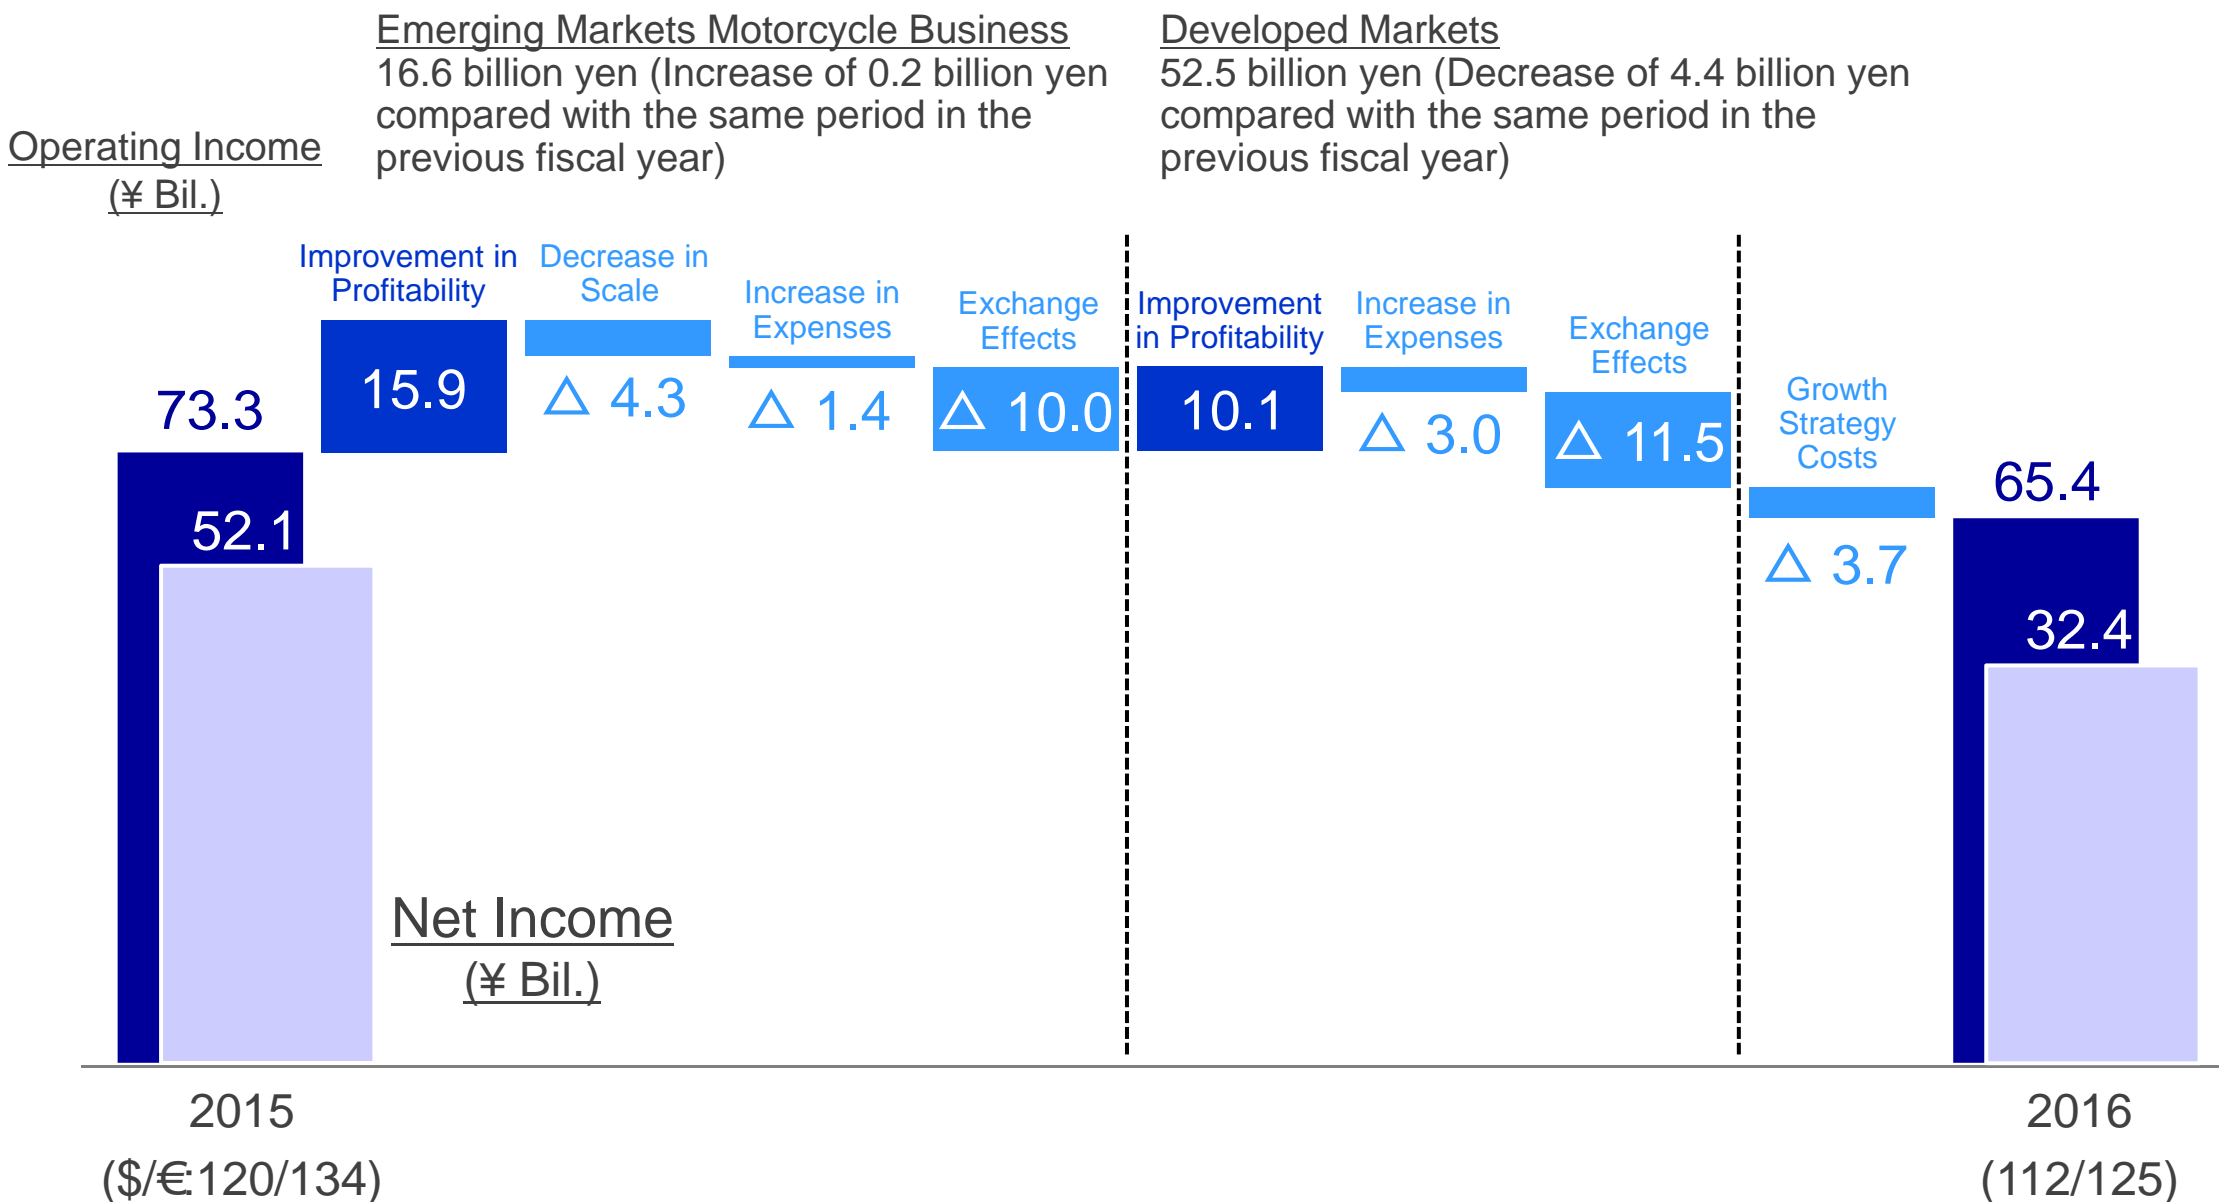 Emerging Markets Motorcycle Business
16.6 billion yen (Increase of 0.2 billion yen
compared with the same period in the
previous fiscal year)
Developed Markets
52.5 billion yen (Decrease of 4.4 billion yen
compared with the same period in the
previous fiscal year)
Operating Income
(¥ Bil.)
Improvement in
Profitability
15.9
Decrease in
Scale
△ 4.3
Increase in
Expenses
△ 1.4
Exchange
Effects
△ 10.0
Improvement
in Profitability
10.1
Increase in
Expenses
△ 3.0
Exchange
Effects
△ 11.5
Growth
Strategy
Costs
△ 3.7
73.3
52.1
65.4
32.4
Net Income
(¥ Bil.)
2015
($/€:120/134)
2016
(112/125)